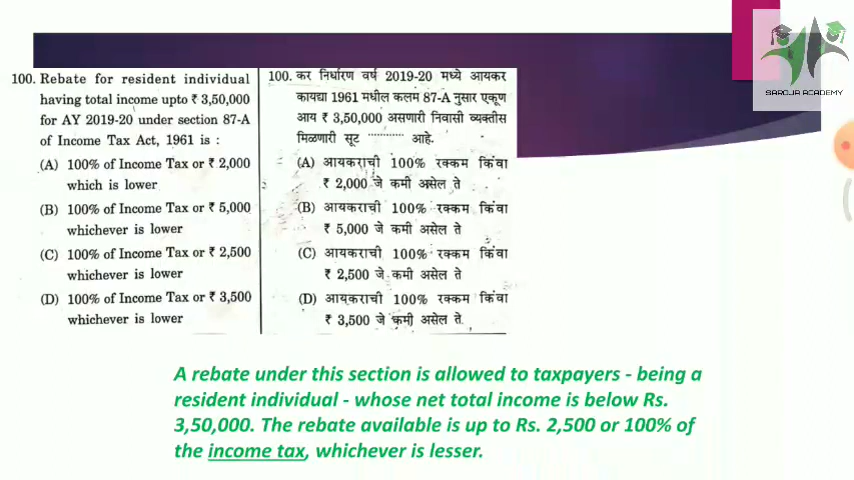 SAROJA ACADEMY
100. Rebate for resident individual
having total income upto ₹ 3,50,000
for AY 2019-20 under section 87-A
of Income Tax Act, 1961 is :
(A) 100% of Income Tax or ₹ 2,000
which is lower
(B) 100% of Income Tax or ₹ 5,000
whichever is lower
(C) 100% of Income Tax or ₹ 2,500
whichever is lower
(D) 100% of Income Tax or ₹ 3,500
whichever is lower
100. कर निर्धारण वर्ष 2019-20 मध्ये आयकर
कायद्या 1961 मधील कलम 87-A नुसार एकूण
आय ₹ 3,50,000 असणारी निवासी व्यक्तीस
मिळणारी सूट ........... आहे.
(A) आयकराची 100% रक्कम किंवा
₹ 2,000 जे कमी असेल ते
(B) आयकराची 100% रक्कम किंवा
₹ 5,000 जे कमी असेल ते
(C) आयकराची 100% रक्कम किंवा
₹ 2,500 जे कमी असेल ते
(D) आयकराची 100% रक्कम किंवा
₹ 3,500 जे कमी असेल ते
A rebate under this section is allowed to taxpayers - being a
resident individual - whose net total income is below Rs.
3,50,000. The rebate available is up to Rs. 2,500 or 100% of
the income tax, whichever is lesser.